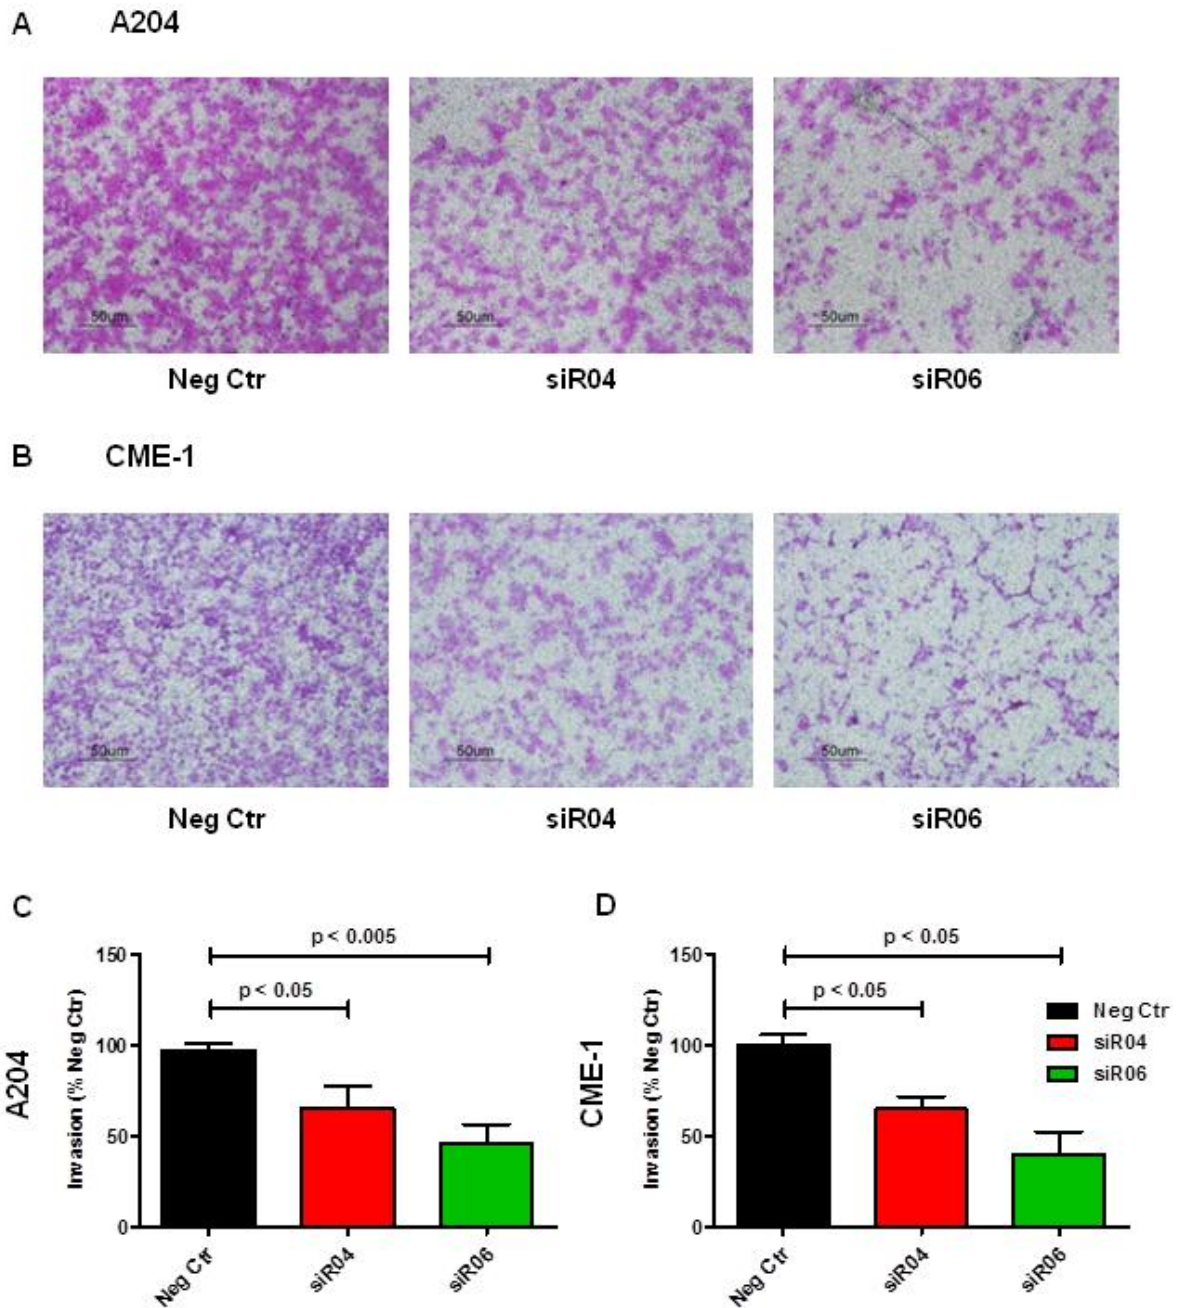 A A204
50um 50um 50um
Neg Ctr siR04 siR06
B CME-1
50um 50um 50um
Neg Ctr siR04 siR06
C D
p < 0.005 p < 0.05
150 150
p < 0.05 p < 0.05
Neg Ctr
100 100
siR04
siR06
A204 Invasion (% Neg Ctr) CME-1 Invasion (% Neg Ctr)
50 50
0 0
Neg Ctr siR04 siR06 Neg Ctr siR04 siR06